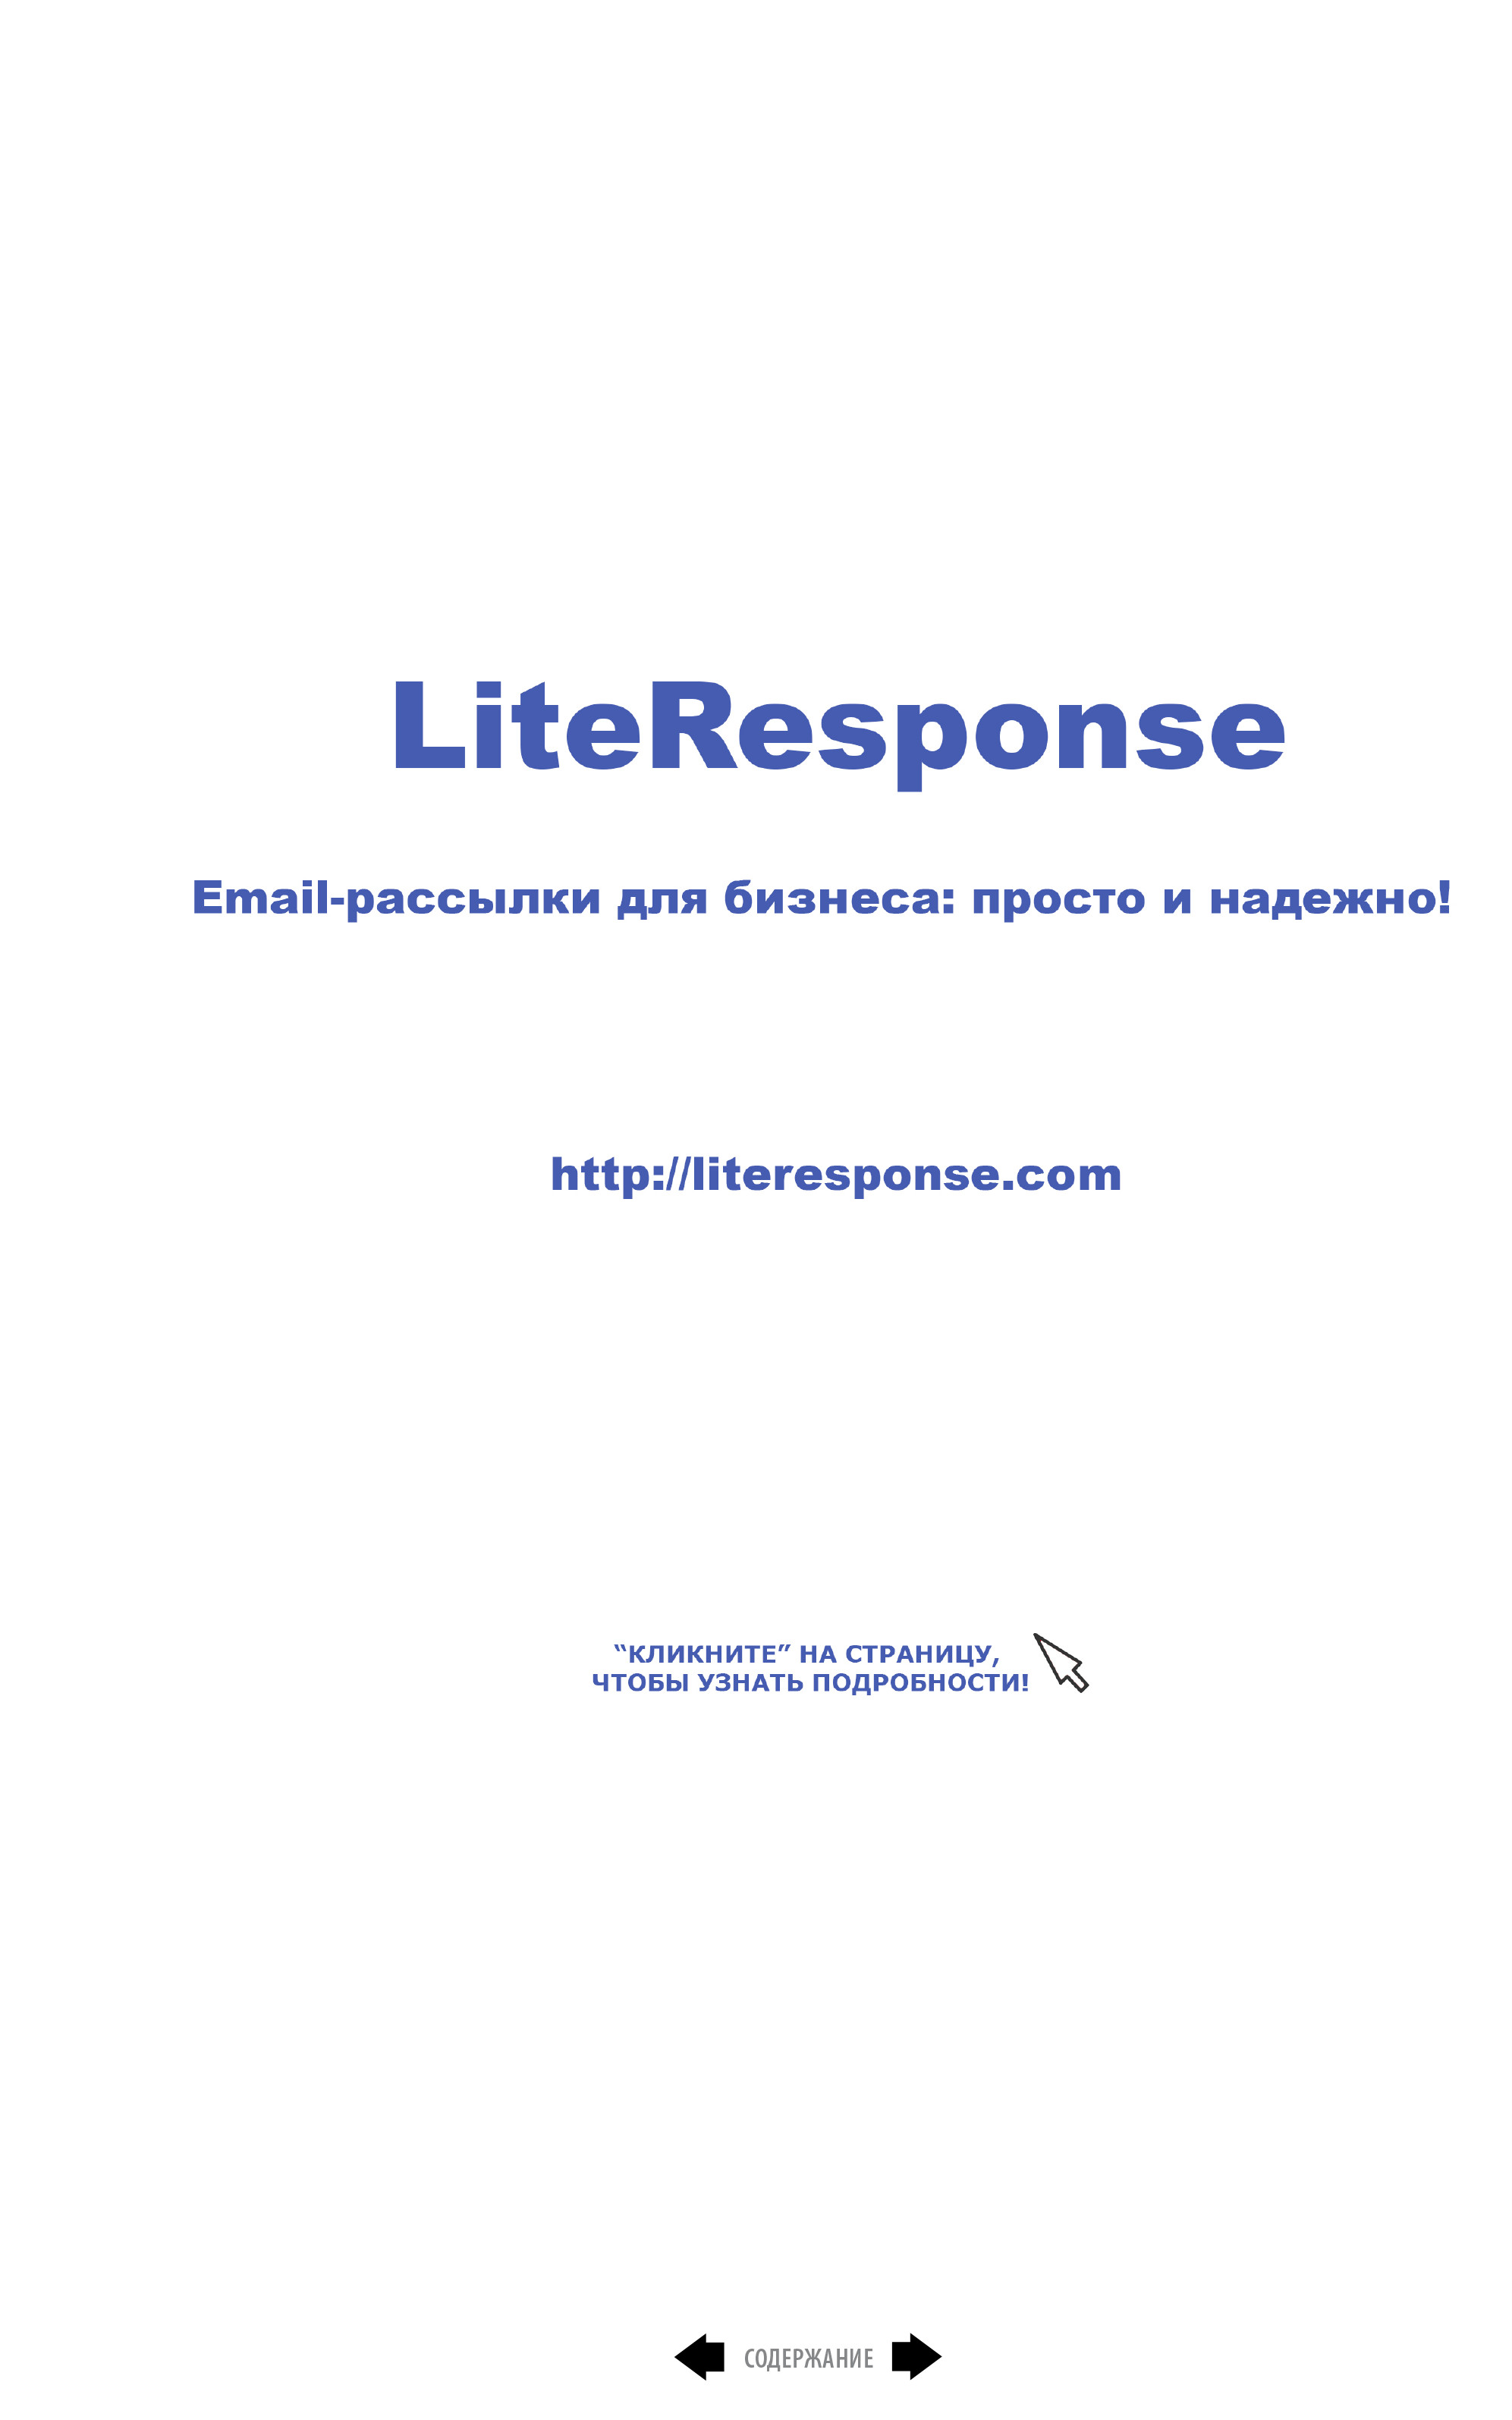 LiteResponse
Email-рассылки для бизнеса: просто и надежно!
http://literesponse.com
“КЛИКНИТЕ” НА СТРАНИЦУ,
ЧТОБЫ УЗНАТЬ ПОДРОБНОСТИ!
СОДЕРЖАНИЕ